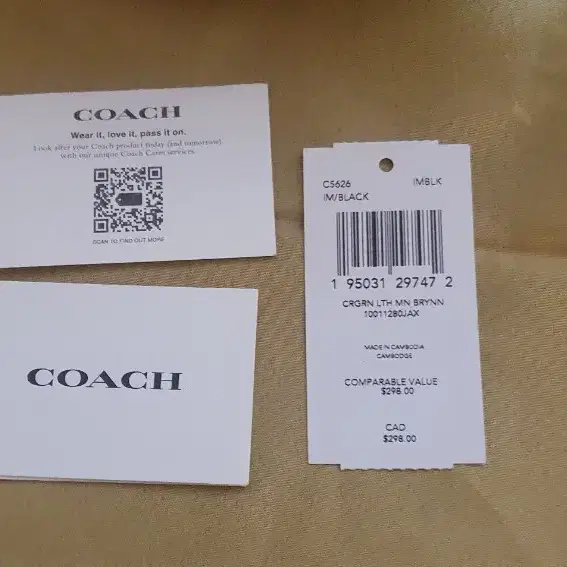 COACH
Wear it, love it, pass it on.
Look after your Coach product today (and tomorrow)
with our unique Coach Cares services.
SCAN TO FIND OUT MORE
COACH
C5626 IMBLK
IM/BLACK
1 95031 29747 2
CRGRN LTH MN BRYNN
100112B0JAX
MADE IN CAMBODIA
CAMBODGE
COMPARABLE VALUE
$298.00
CAD
$298.00